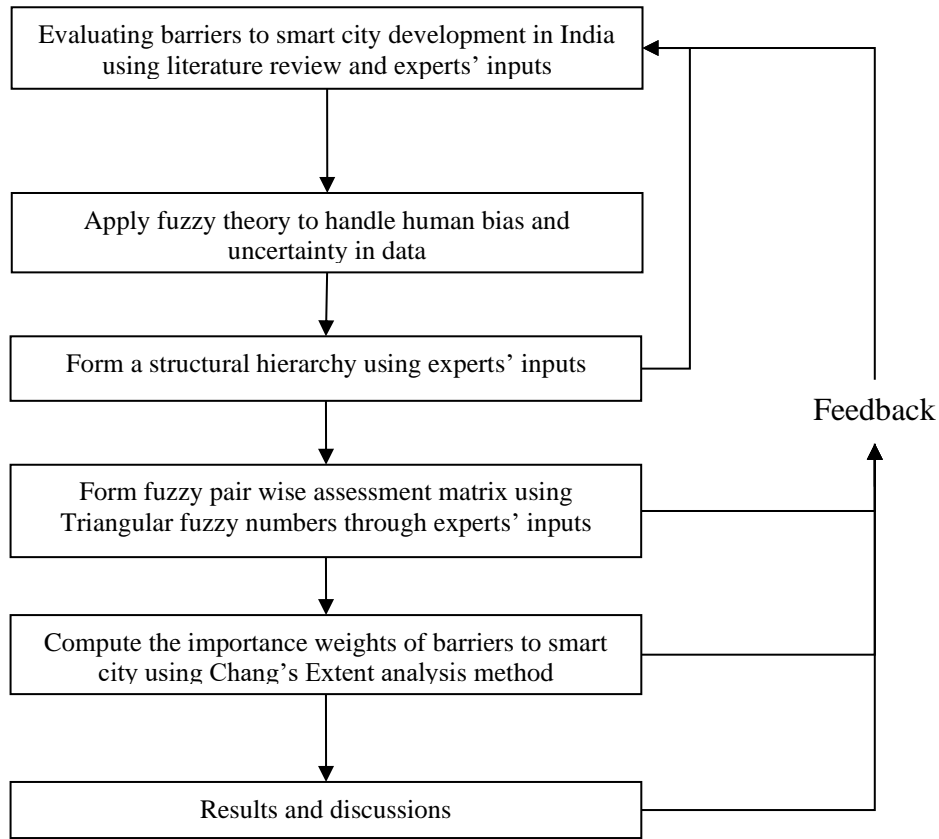 Evaluating barriers to smart city development in India
using literature review and experts’ inputs
Apply fuzzy theory to handle human bias and
uncertainty in data
Form a structural hierarchy using experts’ inputs
Feedback
Form fuzzy pair wise assessment matrix using
Triangular fuzzy numbers through experts’ inputs
Compute the importance weights of barriers to smart
city using Chang’s Extent analysis method
Results and discussions